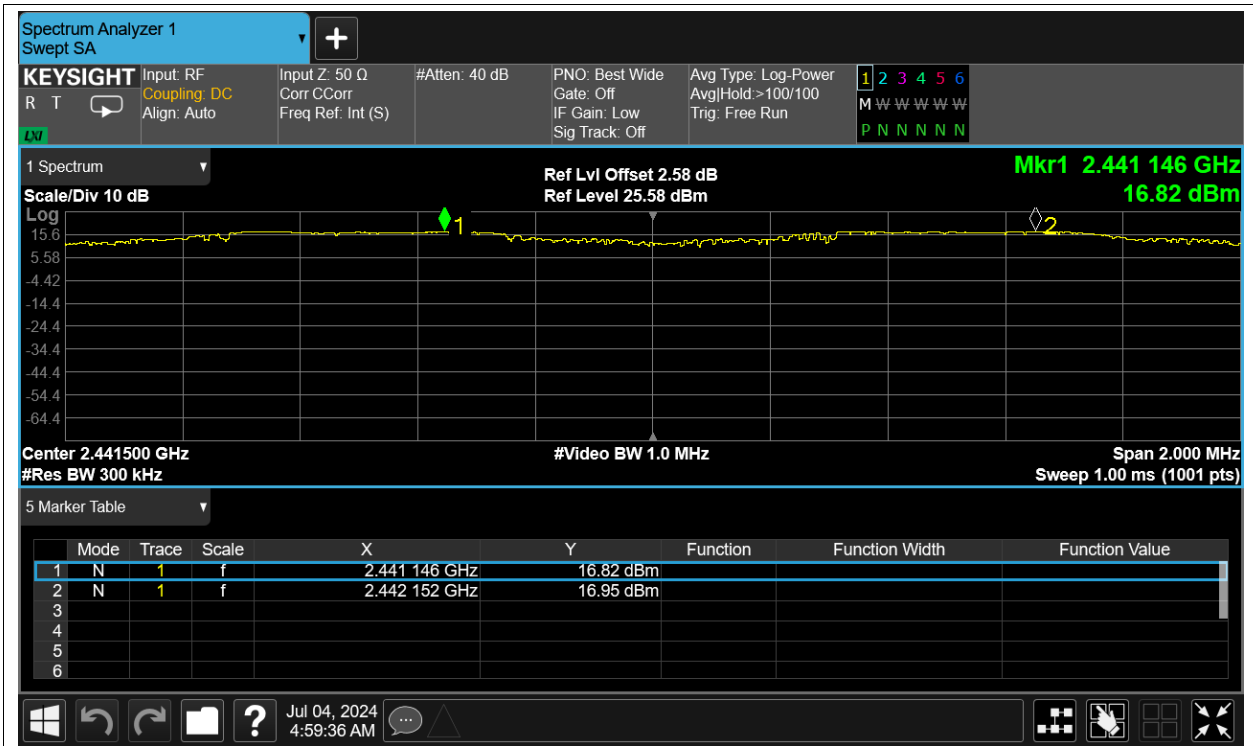 Spectrum Analyzer 1
Swept SA
+
KEYSIGHT
R T
LXI
Input: RF
Coupling: DC
Align: Auto
Input Z: 50 Ω
Corr CCorr
Freq Ref: Int (S)
#Atten: 40 dB
PNO: Best Wide
Gate: Off
IF Gain: Low
Sig Track: Off
Avg Type: Log-Power
Avg|Hold:>100/100
Trig: Free Run
1 2 3 4 5 6
M W W W W W
P N N N N N
1 Spectrum
Scale/Div 10 dB
Ref Lvl Offset 2.58 dB
Ref Level 25.58 dBm
Mkr1 2.441 146 GHz
16.82 dBm
Log
15.6
5.58
-4.42
-14.4
-24.4
-34.4
-44.4
-54.4
-64.4
1
2
Center 2.441500 GHz
#Video BW 1.0 MHz
Span 2.000 MHz
#Res BW 300 kHz
Sweep 1.00 ms (1001 pts)
5 Marker Table
Mode Trace Scale X Y Function Function Width Function Value
1 N 1 f 2.441 146 GHz 16.82 dBm
2 N 1 f 2.442 152 GHz 16.95 dBm
3
4
5
6
?
Jul 04, 2024
4:59:36 AM